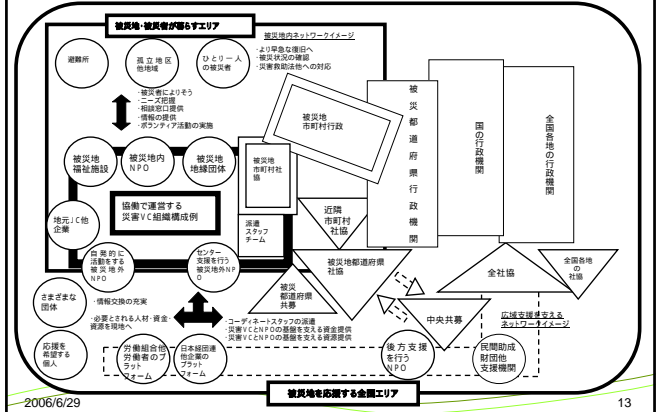 被災地・被災者が暮らすエリア
被災地内ネットワークイメージ
・より早急な復旧へ
・被災状況の確認
・災害救助法他への対応
避難所
孤立地区
他地域
ひとり一人
の被災者
・被災者によりそう
・ニーズ把握
・相談窓口提供
・情報の提供
・ボランティア活動の実施
被災地
市町村行政
被災都道府県行政機関
国の行政機関
全国各地の行政機関
被災地
福祉施設
被災地内
NPO
被災地
地縁団体
被災地
市町村社
協
協働で運営する
災害VC組織構成例
地元JC他
企業
派遣
スタッフ
チーム
近隣
市町村
社協
自発的に
活動をする
被災地外
NPO
センター
支援を行う
被災地外NP
O
被災地都道府県
社協
全社協
全国各地
の
社協
さまざまな
団体
・情報交換の充実
・必要とされる人材・資金・
資源を現地へ
被災
都道府県
共募
中央共募
広域支援を支える
ネットワークイメージ
・コーディネートスタッフの派遣
・災害VCとNPOの基盤を支える資金提供
・災害VCとNPOの基盤を支える資源提供
応援を
希望する
個人
労働組合他
労働者のプ
ラット
フォーム
日本経団連
他企業の
プラット
フォーム
後方支援
を行う
NPO
民間助成
財団他
支援機関
被災地を応援する全国エリア
2006/6/29
13